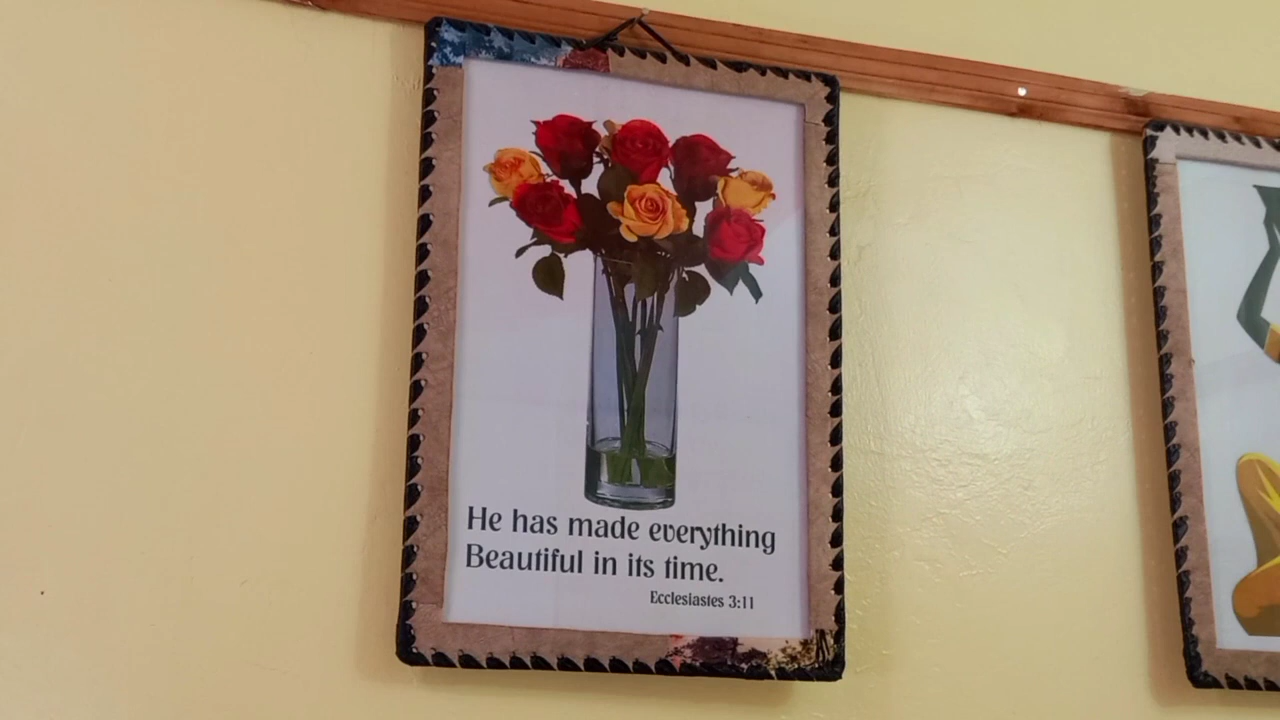 He has made everything
Beautiful in its time.
Ecclesiastes 3:11